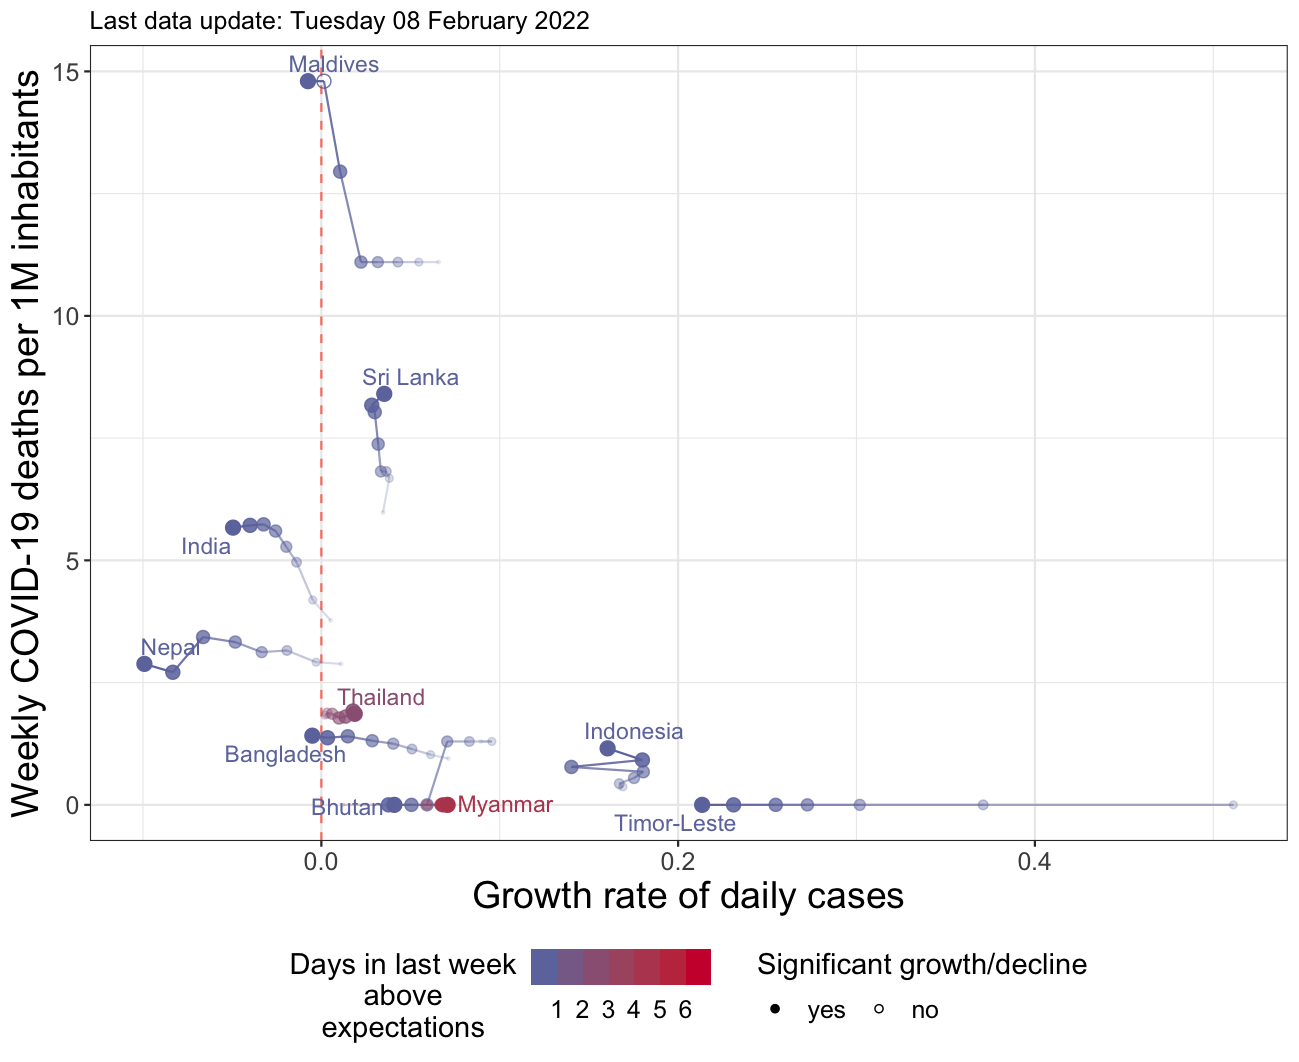 Last data update: Tuesday 08 February 2022
Weekly COVID-19 deaths per 1M inhabitants
15
10
5
0
Maldives
Sri Lanka
India
Nepal
Thailand
Indonesia
Bangladesh
Bhutan
Myanmar
Timor-Leste
0.0
0.2
0.4
Growth rate of daily cases
Days in last week
above
expectations
1 2 3 4 5 6
Significant growth/decline
yes no